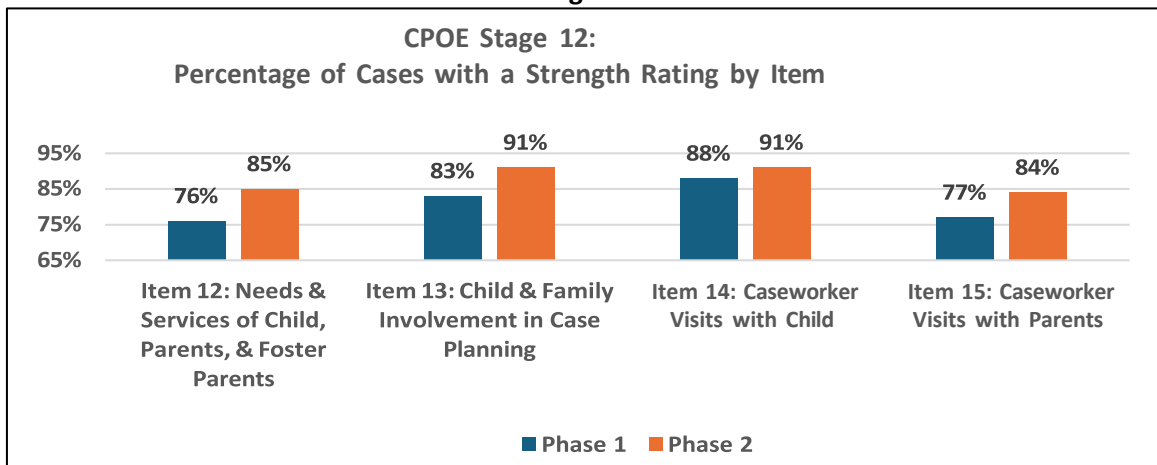 CPOE Stage 12:
Percentage of Cases with a Strength Rating by Item
95%
85%
75%
65%
76%
85%
83%
91%
88%
91%
77%
84%
Item 12: Needs &
Services of Child,
Parents, & Foster
Parents
Item 13: Child & Family
Involvement in Case
Planning
Item 14: Caseworker
Visits with Child
Item 15: Caseworker
Visits with Parents
Phase 1 Phase 2